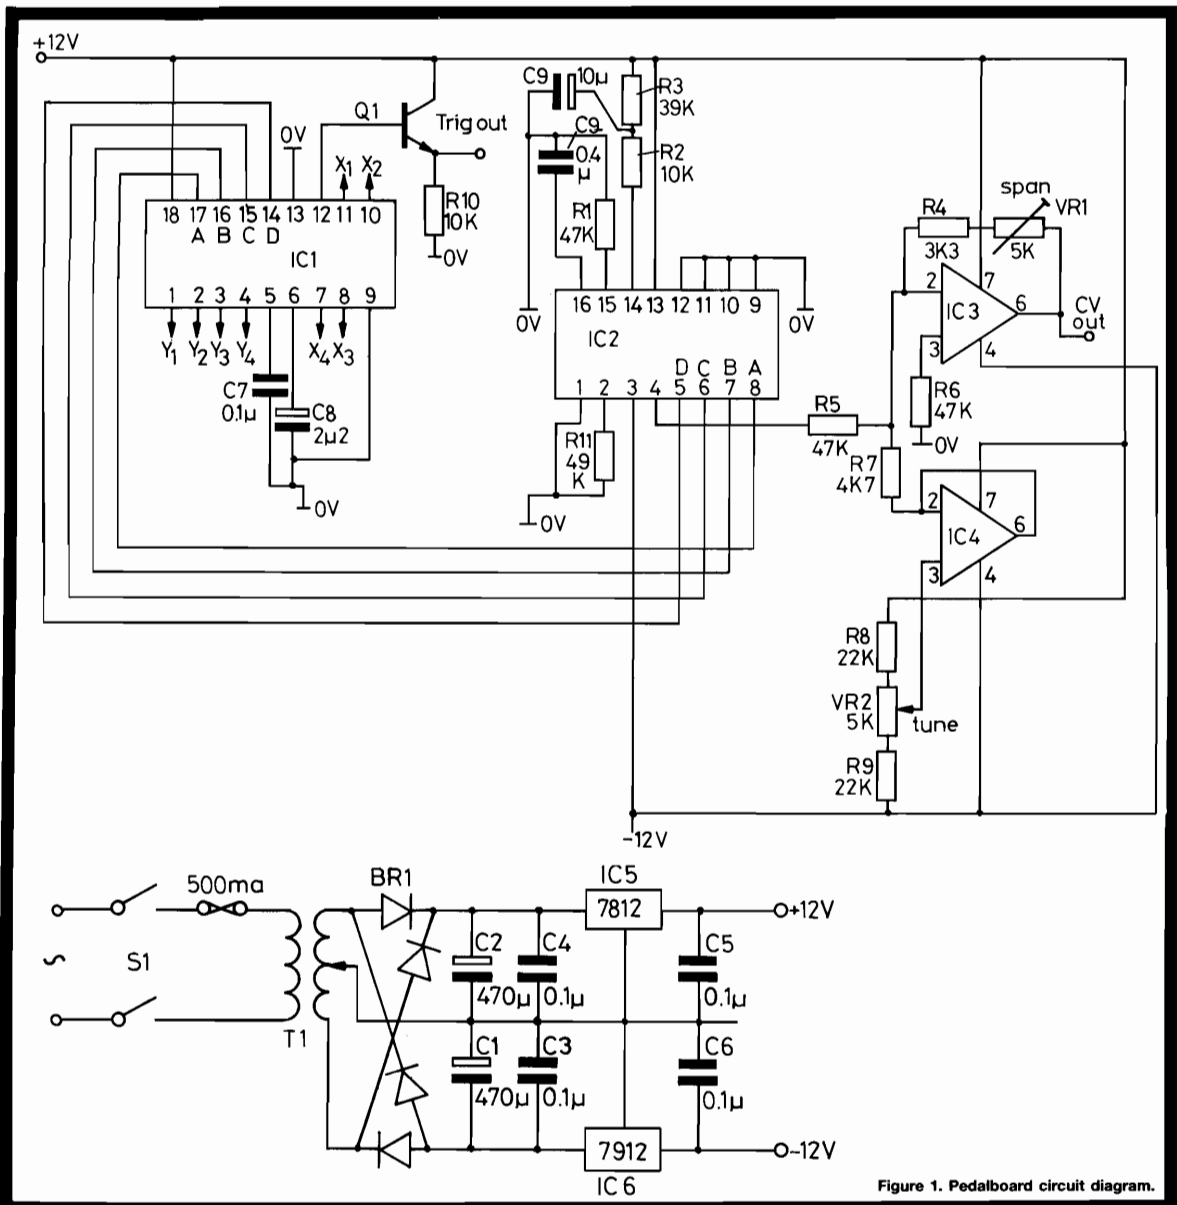 +12V
C9 10µ
R3
39K
Q1
Trig out
C9
0.4
µ
R2
10K
0V
X1 X2
R10
10K
0V
R1
47K
span
VR1
R4
3K3
5K
18 17 16 15 14 13 12 11 10
A B C D
IC1
1 2 3 4 5 6 7 8 9
Y1 Y2 Y3 Y4
X4 X3
C7
0.1µ
C8
2µ2
0V
0V
0V
16 15 14 13 12 11 10 9
IC2
D C B A
1 2 3 4 5 6 7 8
2
7
IC3
6
3
4
CV
out
R5
47K
R6
47K
0V
R11
49
K
0V
R7
4K7
2
7
IC4
6
3
4
R8
22K
VR2
5K
tune
R9
22K
-12V
500ma
BR1
IC5
7812
+12V
S1
T1
C2
470µ
C4
0.1µ
C5
0.1µ
C1
470µ
C3
0.1µ
C6
0.1µ
7912
-12V
IC6
Figure 1. Pedalboard circuit diagram.